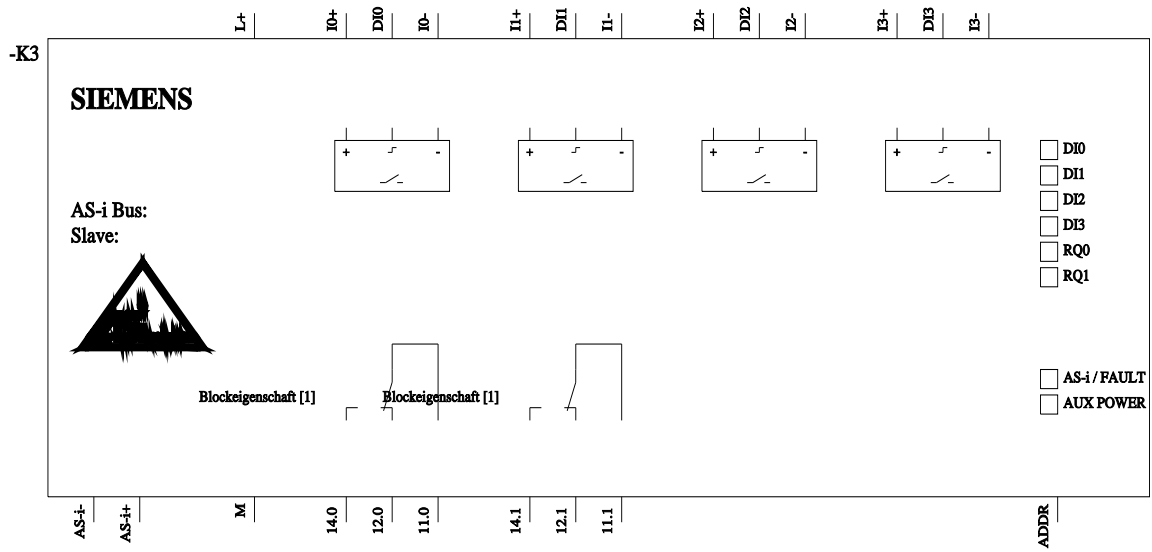 L+ I0+ DI0 I0- I1+ DI1 I1- I2+ DI2 I2- I3+ DI3 I3-
-K3
SIEMENS
+ - + - + - + -
DI0
DI1
DI2
DI3
RQ0
RQ1
AS-i Bus:
Slave:
AS-i / FAULT
AUX POWER
Blockeigenschaft [1] Blockeigenschaft [1]
AS-i- AS-i+ M 14.0 12.0 11.0 14.1 12.1 11.1 ADDR